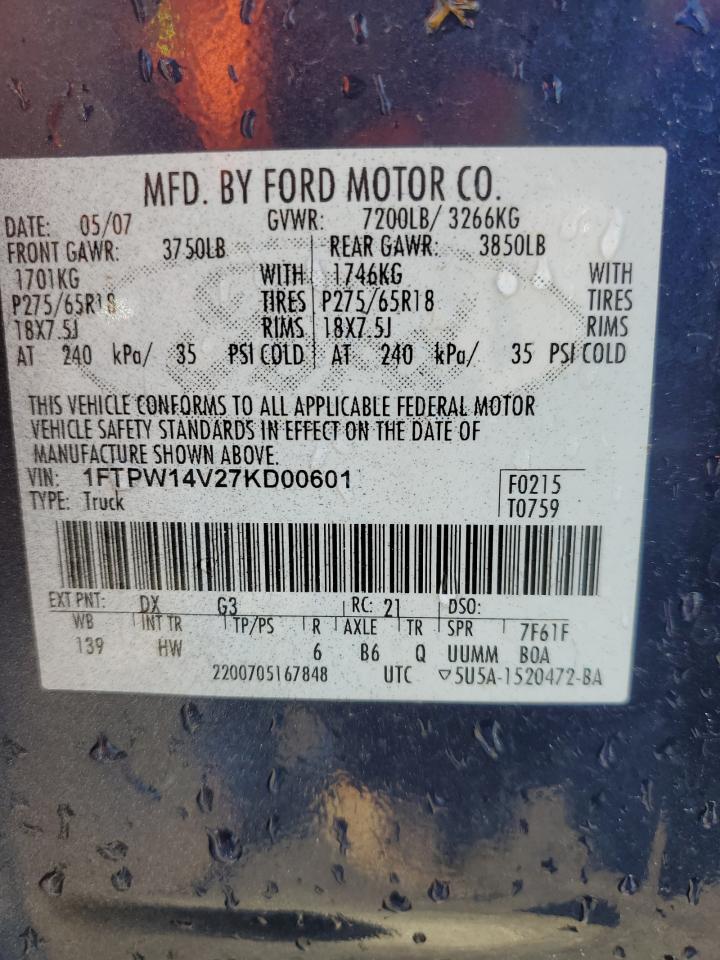 MFD. BY FORD MOTOR CO.
DATE: 05/07 GVWR: 7200LB/ 3266KG
FRONT GAWR: 3750LB REAR GAWR: 3850LB
1701KG WITH 1746KG WITH
P275/65R18 TIRES P275/65R18 TIRES
18X7.5J RIMS 18X7.5J RIMS
AT 240 kPa/ 35 PSI COLD AT 240 kPa/ 35 PSI COLD
THIS VEHICLE CONFORMS TO ALL APPLICABLE FEDERAL MOTOR
VEHICLE SAFETY STANDARDS IN EFFECT ON THE DATE OF
MANUFACTURE SHOWN ABOVE.
VIN: 1FTPW14V27KD00601
TYPE: Truck
F0215
T0759
EXT PNT: DX G3 RC: 21 DSO:
WB INT TR TP/PS R AXLE TR SPR 7F61F
139 HW 6 B6 Q UUMM BOA
2200705167848 UTC ▽5U5A-1520472-BA